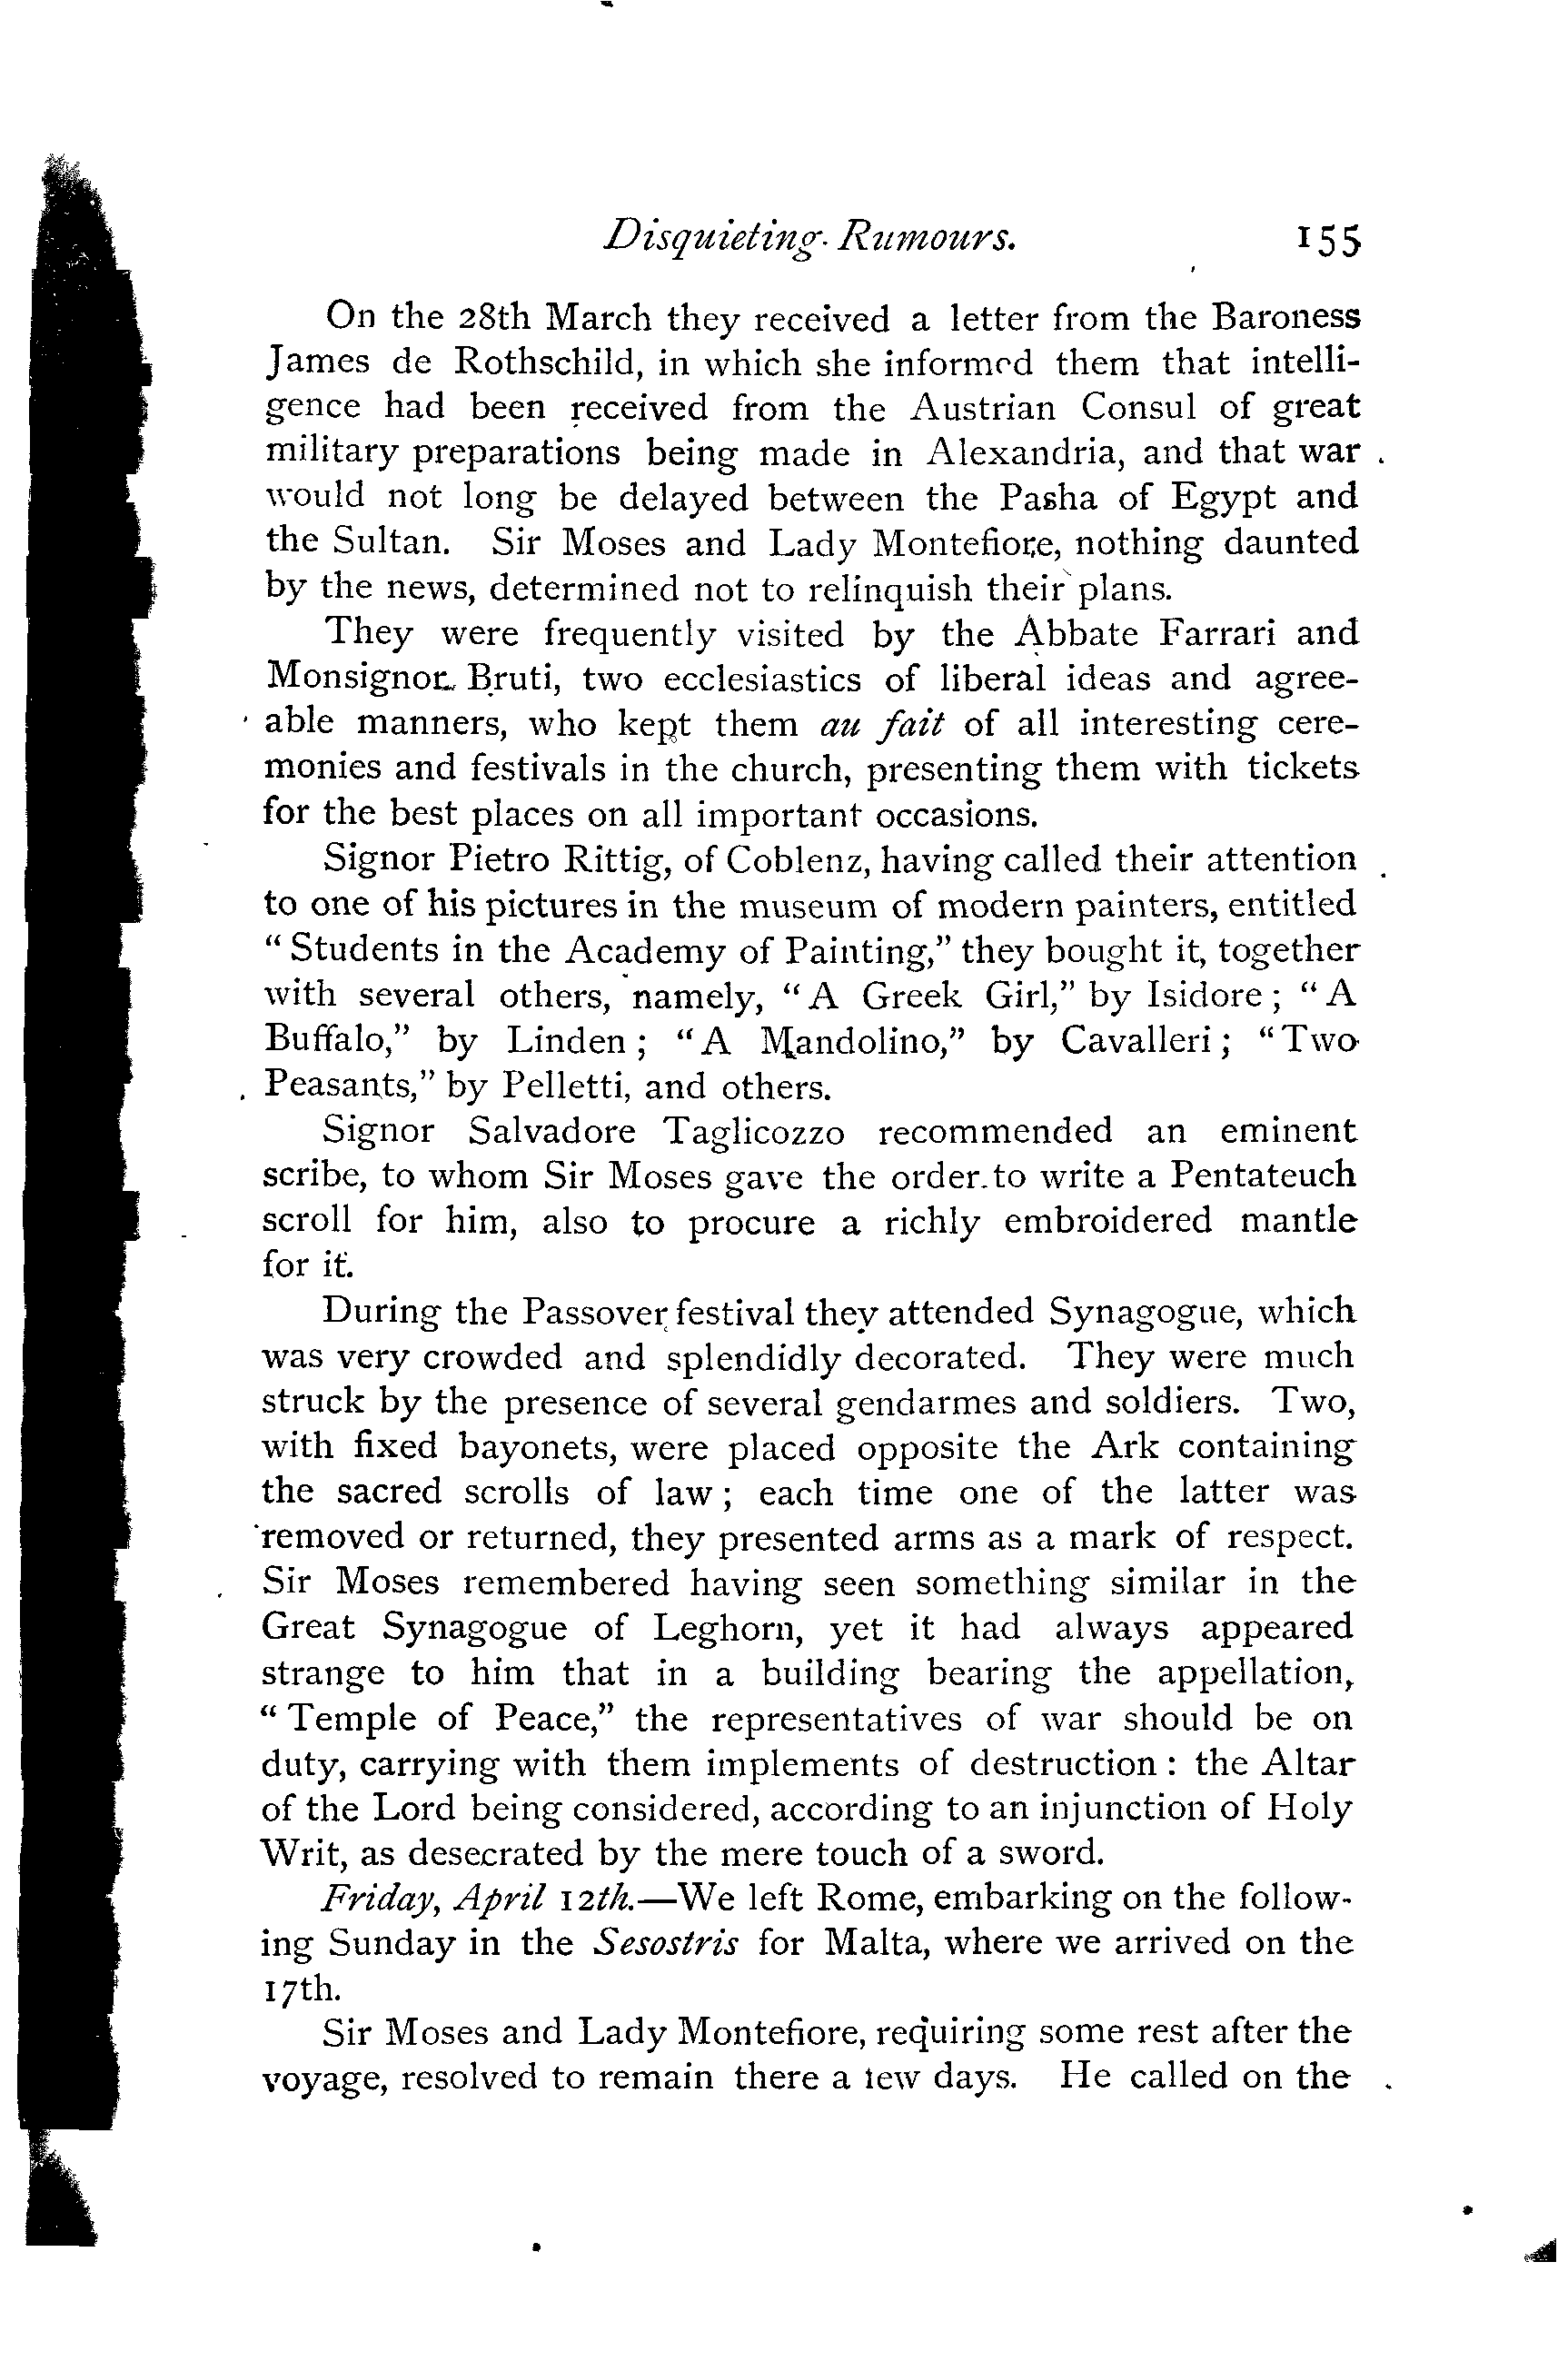 Disquieting Rumours. 155
On the 28th March they received a letter from the Baroness
James de Rothschild, in which she informed them that intelli-
gence had been received from the Austrian Consul of great
military preparations being made in Alexandria, and that war
would not long be delayed between the Pasha of Egypt and
the Sultan. Sir Moses and Lady Montefiore, nothing daunted
by the news, determined not to relinquish their plans.
They were frequently visited by the Abbate Farrari and
Monsignor Bruti, two ecclesiastics of liberal ideas and agree-
able manners, who kept them au fait of all interesting cere-
monies and festivals in the church, presenting them with tickets
for the best places on all important occasions.
Signor Pietro Rittig, of Coblenz, having called their attention
to one of his pictures in the museum of modern painters, entitled
"Students in the Academy of Painting," they bought it, together
with several others, namely, "A Greek Girl," by Isidore; "A
Buffalo," by Linden; "A Mandolino," by Cavalleri; "Two
Peasants," by Pelletti, and others.
Signor Salvadore Taglicozzo recommended an eminent
scribe, to whom Sir Moses gave the order to write a Pentateuch
scroll for him, also to procure a richly embroidered mantle
for it.
During the Passover festival they attended Synagogue, which
was very crowded and splendidly decorated. They were much
struck by the presence of several gendarmes and soldiers. Two,
with fixed bayonets, were placed opposite the Ark containing
the sacred scrolls of law; each time one of the latter was
removed or returned, they presented arms as a mark of respect.
Sir Moses remembered having seen something similar in the
Great Synagogue of Leghorn, yet it had always appeared
strange to him that in a building bearing the appellation,
"Temple of Peace," the representatives of war should be on
duty, carrying with them implements of destruction: the Altar
of the Lord being considered, according to an injunction of Holy
Writ, as desecrated by the mere touch of a sword.
Friday, April 12th.—We left Rome, embarking on the follow-
ing Sunday in the Sesostris for Malta, where we arrived on the
17th.
Sir Moses and Lady Montefiore, requiring some rest after the
voyage, resolved to remain there a few days. He called on the